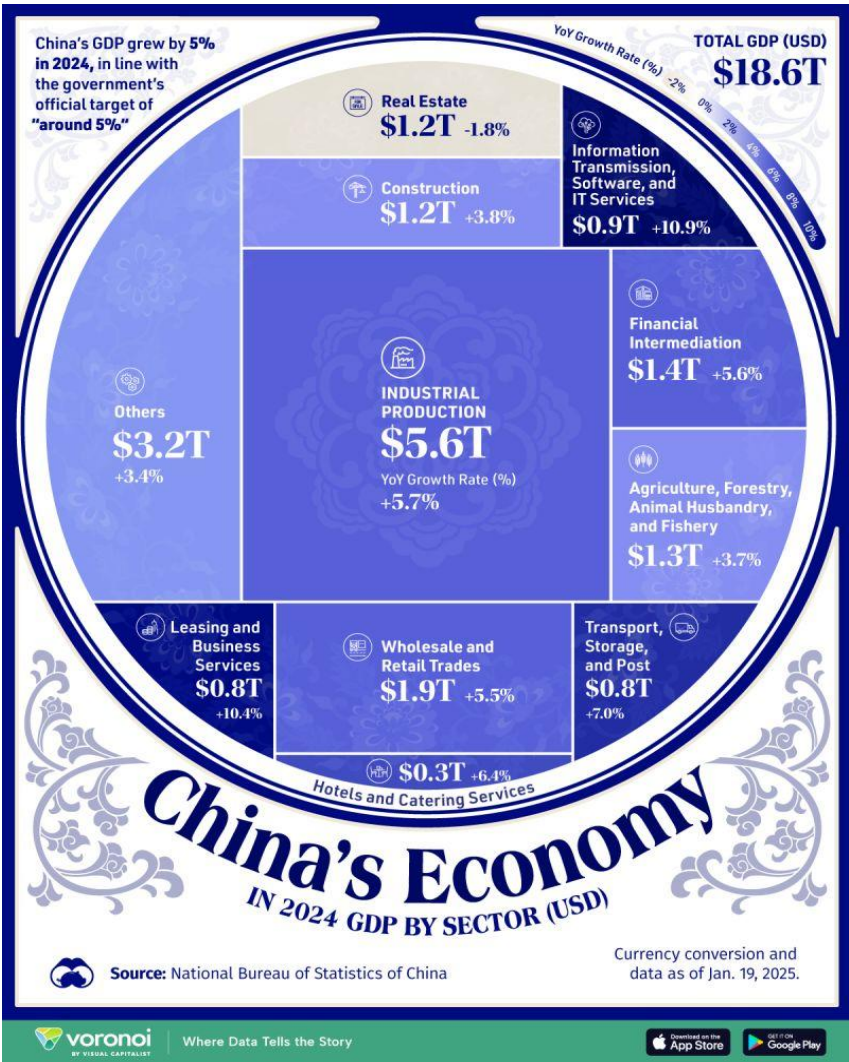 China's GDP grew by 5%
in 2024, in line with
the government's
official target of
"around 5%"
YoY Growth Rate (%)
-2%
0%
2%
4%
6%
8%
10%
TOTAL GDP (USD)
$18.6T
Real Estate
$1.2T -1.8%
Construction
$1.2T +3.8%
Information
Transmission,
Software, and
IT Services
$0.9T +10.9%
Others
$3.2T
+3.4%
INDUSTRIAL
PRODUCTION
$5.6T
YoY Growth Rate (%)
+5.7%
Financial
Intermediation
$1.4T +5.6%
Agriculture, Forestry,
Animal Husbandry,
and Fishery
$1.3T +3.7%
Leasing and
Business
Services
$0.8T
+10.4%
Wholesale and
Retail Trades
$1.9T +5.5%
Transport,
Storage,
and Post
$0.8T
+7.0%
$0.3T +6.4%
Hotels and Catering Services
China's Economy
IN 2024 GDP BY SECTOR (USD)
Source: National Bureau of Statistics of China
Currency conversion and
data as of Jan. 19, 2025.
voronoi
BY VISUAL CAPITALIST
Where Data Tells the Story
Download on the
App Store
GET IT ON
Google Play